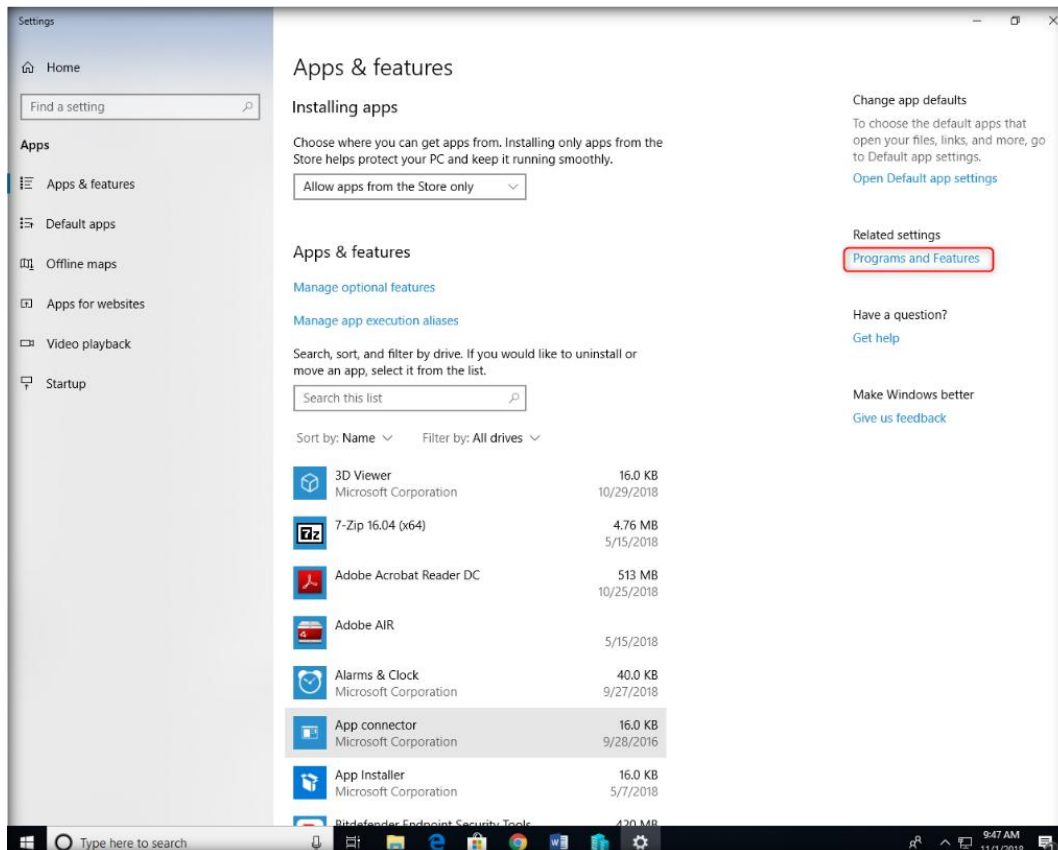 Settings
Home
Find a setting
Apps
Apps & features
Default apps
Offline maps
Apps for websites
Video playback
Startup
Apps & features
Installing apps
Choose where you can get apps from. Installing only apps from the
Store helps protect your PC and keep it running smoothly.
Allow apps from the Store only
Apps & features
Manage optional features
Manage app execution aliases
Search, sort, and filter by drive. If you would like to uninstall or
move an app, select it from the list.
Search this list
Sort by: Name Filter by: All drives
3D Viewer 16.0 KB
Microsoft Corporation 10/29/2018
7-Zip 16.04 (x64) 4.76 MB
5/15/2018
Adobe Acrobat Reader DC 513 MB
10/25/2018
Adobe AIR
5/15/2018
Alarms & Clock 40.0 KB
Microsoft Corporation 9/27/2018
App connector 16.0 KB
Microsoft Corporation 9/28/2016
App Installer 16.0 KB
Microsoft Corporation 5/7/2018
Bitdefender Endpoint Security Tools 420 MB
Change app defaults
To choose the default apps that
open your files, links, and more, go
to Default app settings.
Open Default app settings
Related settings
Programs and Features
Have a question?
Get help
Make Windows better
Give us feedback
Type here to search
9:47 AM
11/1/2018